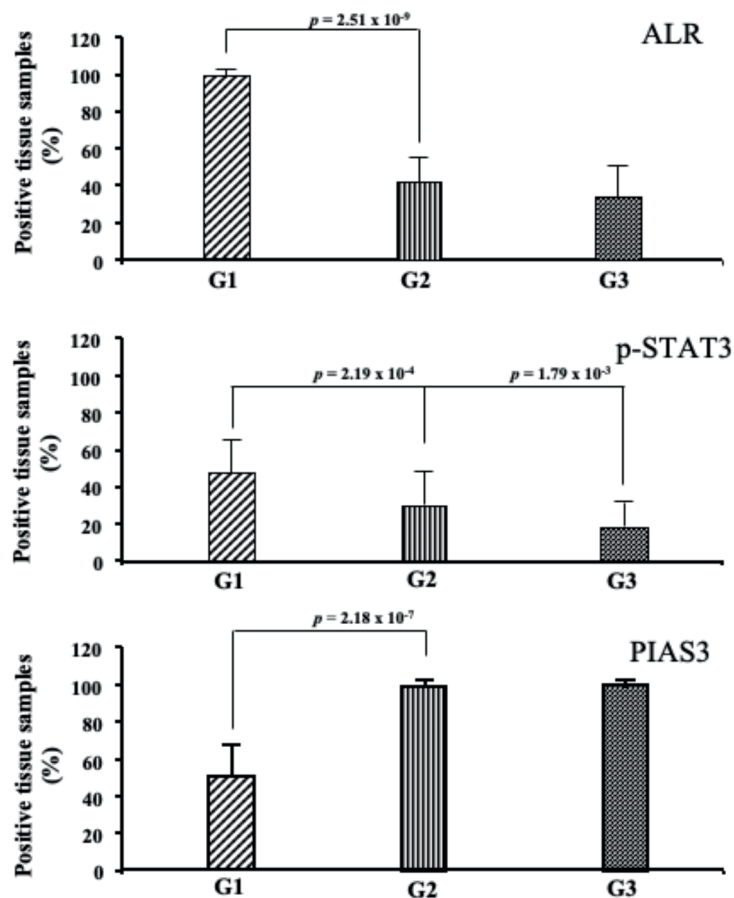 p = 2.51 x 10-9
ALR
Positive tissue samples
(%)
120
100
80
60
40
20
0
G1 G2 G3
p-STAT3
p = 2.19 x 10-4 p = 1.79 x 10-3
Positive tissue samples
(%)
120
100
80
60
40
20
0
G1 G2 G3
p = 2.18 x 10-7
PIAS3
Positive tissue samples
(%)
120
100
80
60
40
20
0
G1 G2 G3